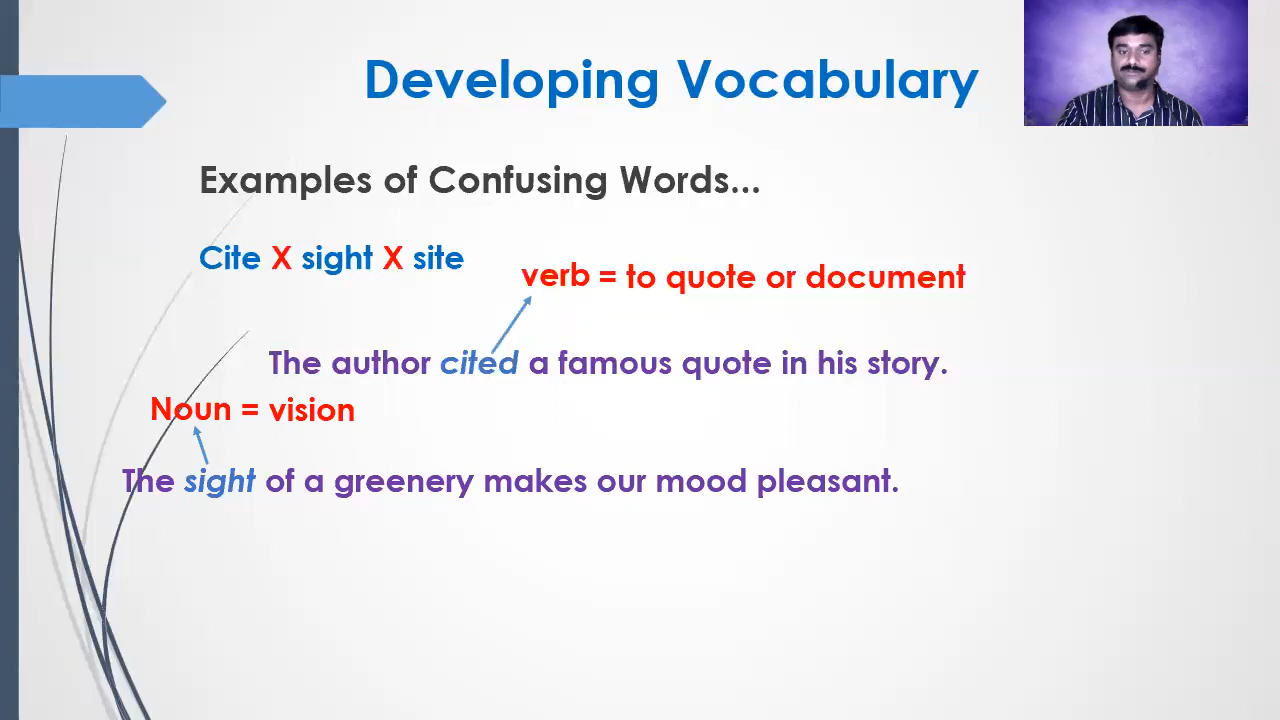 Developing Vocabulary
Examples of Confusing Words...
Cite X sight X site
verb = to quote or document
The author cited a famous quote in his story.
Noun = vision
The sight of a greenery makes our mood pleasant.